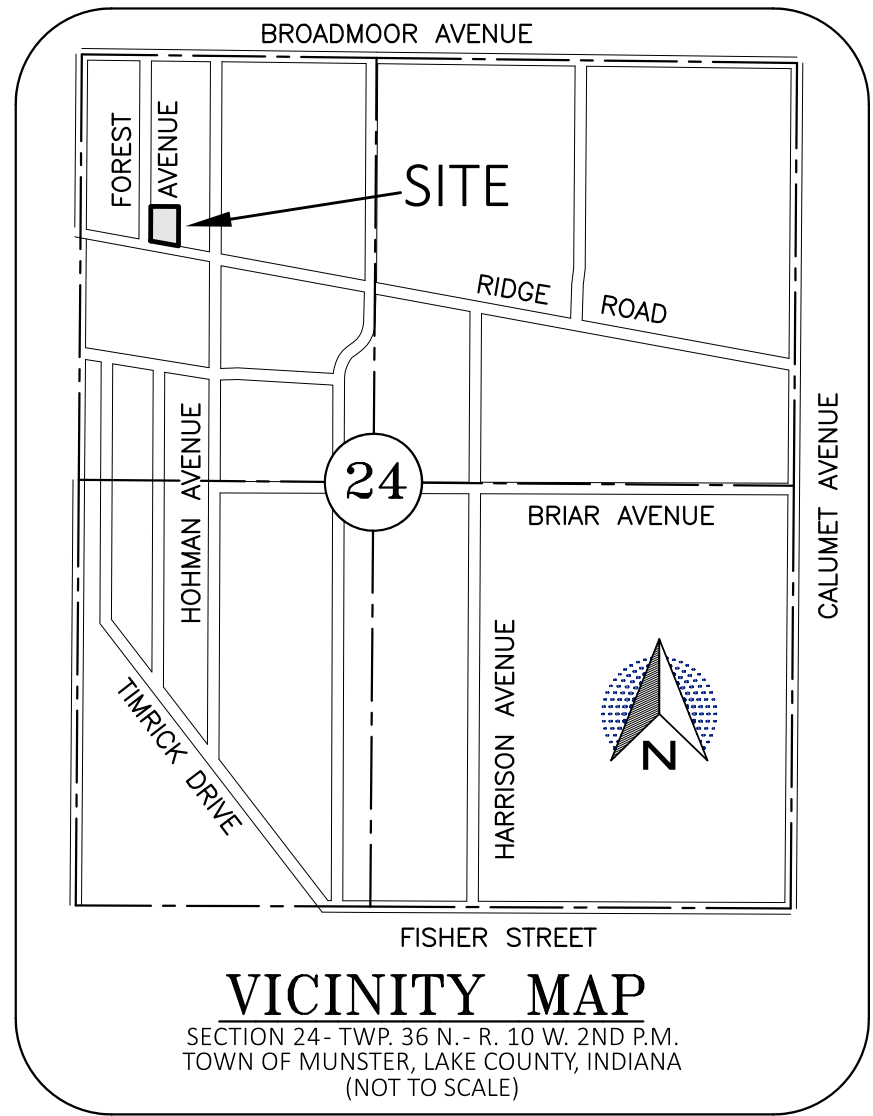 BROADMOOR AVENUE
FOREST
AVENUE
SITE
RIDGE
ROAD
CALUMET AVENUE
HOHMAN AVENUE
24
BRIAR AVENUE
HARRISON AVENUE
TIMRICK DRIVE
N
FISHER STREET
VICINITY MAP
SECTION 24 - TWP. 36 N. - R. 10 W. 2ND P.M.
TOWN OF MUNSTER, LAKE COUNTY, INDIANA
(NOT TO SCALE)